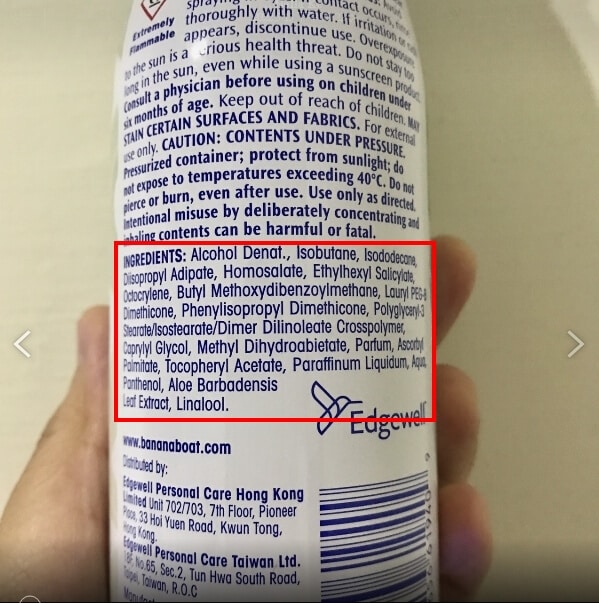 Extremely
Flammable
thoroughly with water. If irritation or
appears, discontinue use. Overexposure
to the sun is a serious health threat. Do not stay too
long in the sun, even while using a sunscreen product.
Consult a physician before using on children under
six months of age. Keep out of reach of children. MAY
STAIN CERTAIN SURFACES AND FABRICS. For external
use only. CAUTION: CONTENTS UNDER PRESSURE.
Pressurized container; protect from sunlight; do
not expose to temperatures exceeding 40°C. Do not
pierce or burn, even after use. Use only as directed.
Intentional misuse by deliberately concentrating and
inhaling contents can be harmful or fatal.
INGREDIENTS: Alcohol Denat., Isobutane, Isododecane,
Diisopropyl Adipate, Homosalate, Ethylhexyl Salicylate,
Octocrylene, Butyl Methoxydibenzoylmethane, Lauryl PEG-8
Dimethicone, Phenylisopropyl Dimethicone, Polyglyceryl-3
Stearate/Isostearate/Dimer Dilinoleate Crosspolymer,
Caprylyl Glycol, Methyl Dihydroabietate, Parfum, Ascorbyl
Palmitate, Tocopheryl Acetate, Paraffinum Liquidum, Aqua,
Panthenol, Aloe Barbadensis
Leaf Extract, Linalool.
Edgewell
www.bananaboat.com
Distributed by:
Edgewell Personal Care Hong Kong
Limited Unit 702/703, 7th Floor, Pioneer
Place, 33 Hoi Yuen Road, Kwun Tong,
Hong Kong.
Edgewell Personal Care Taiwan Ltd.
No.65, Sec.2, Tun Hwa South Road,
Taipei, Taiwan, R.O.C